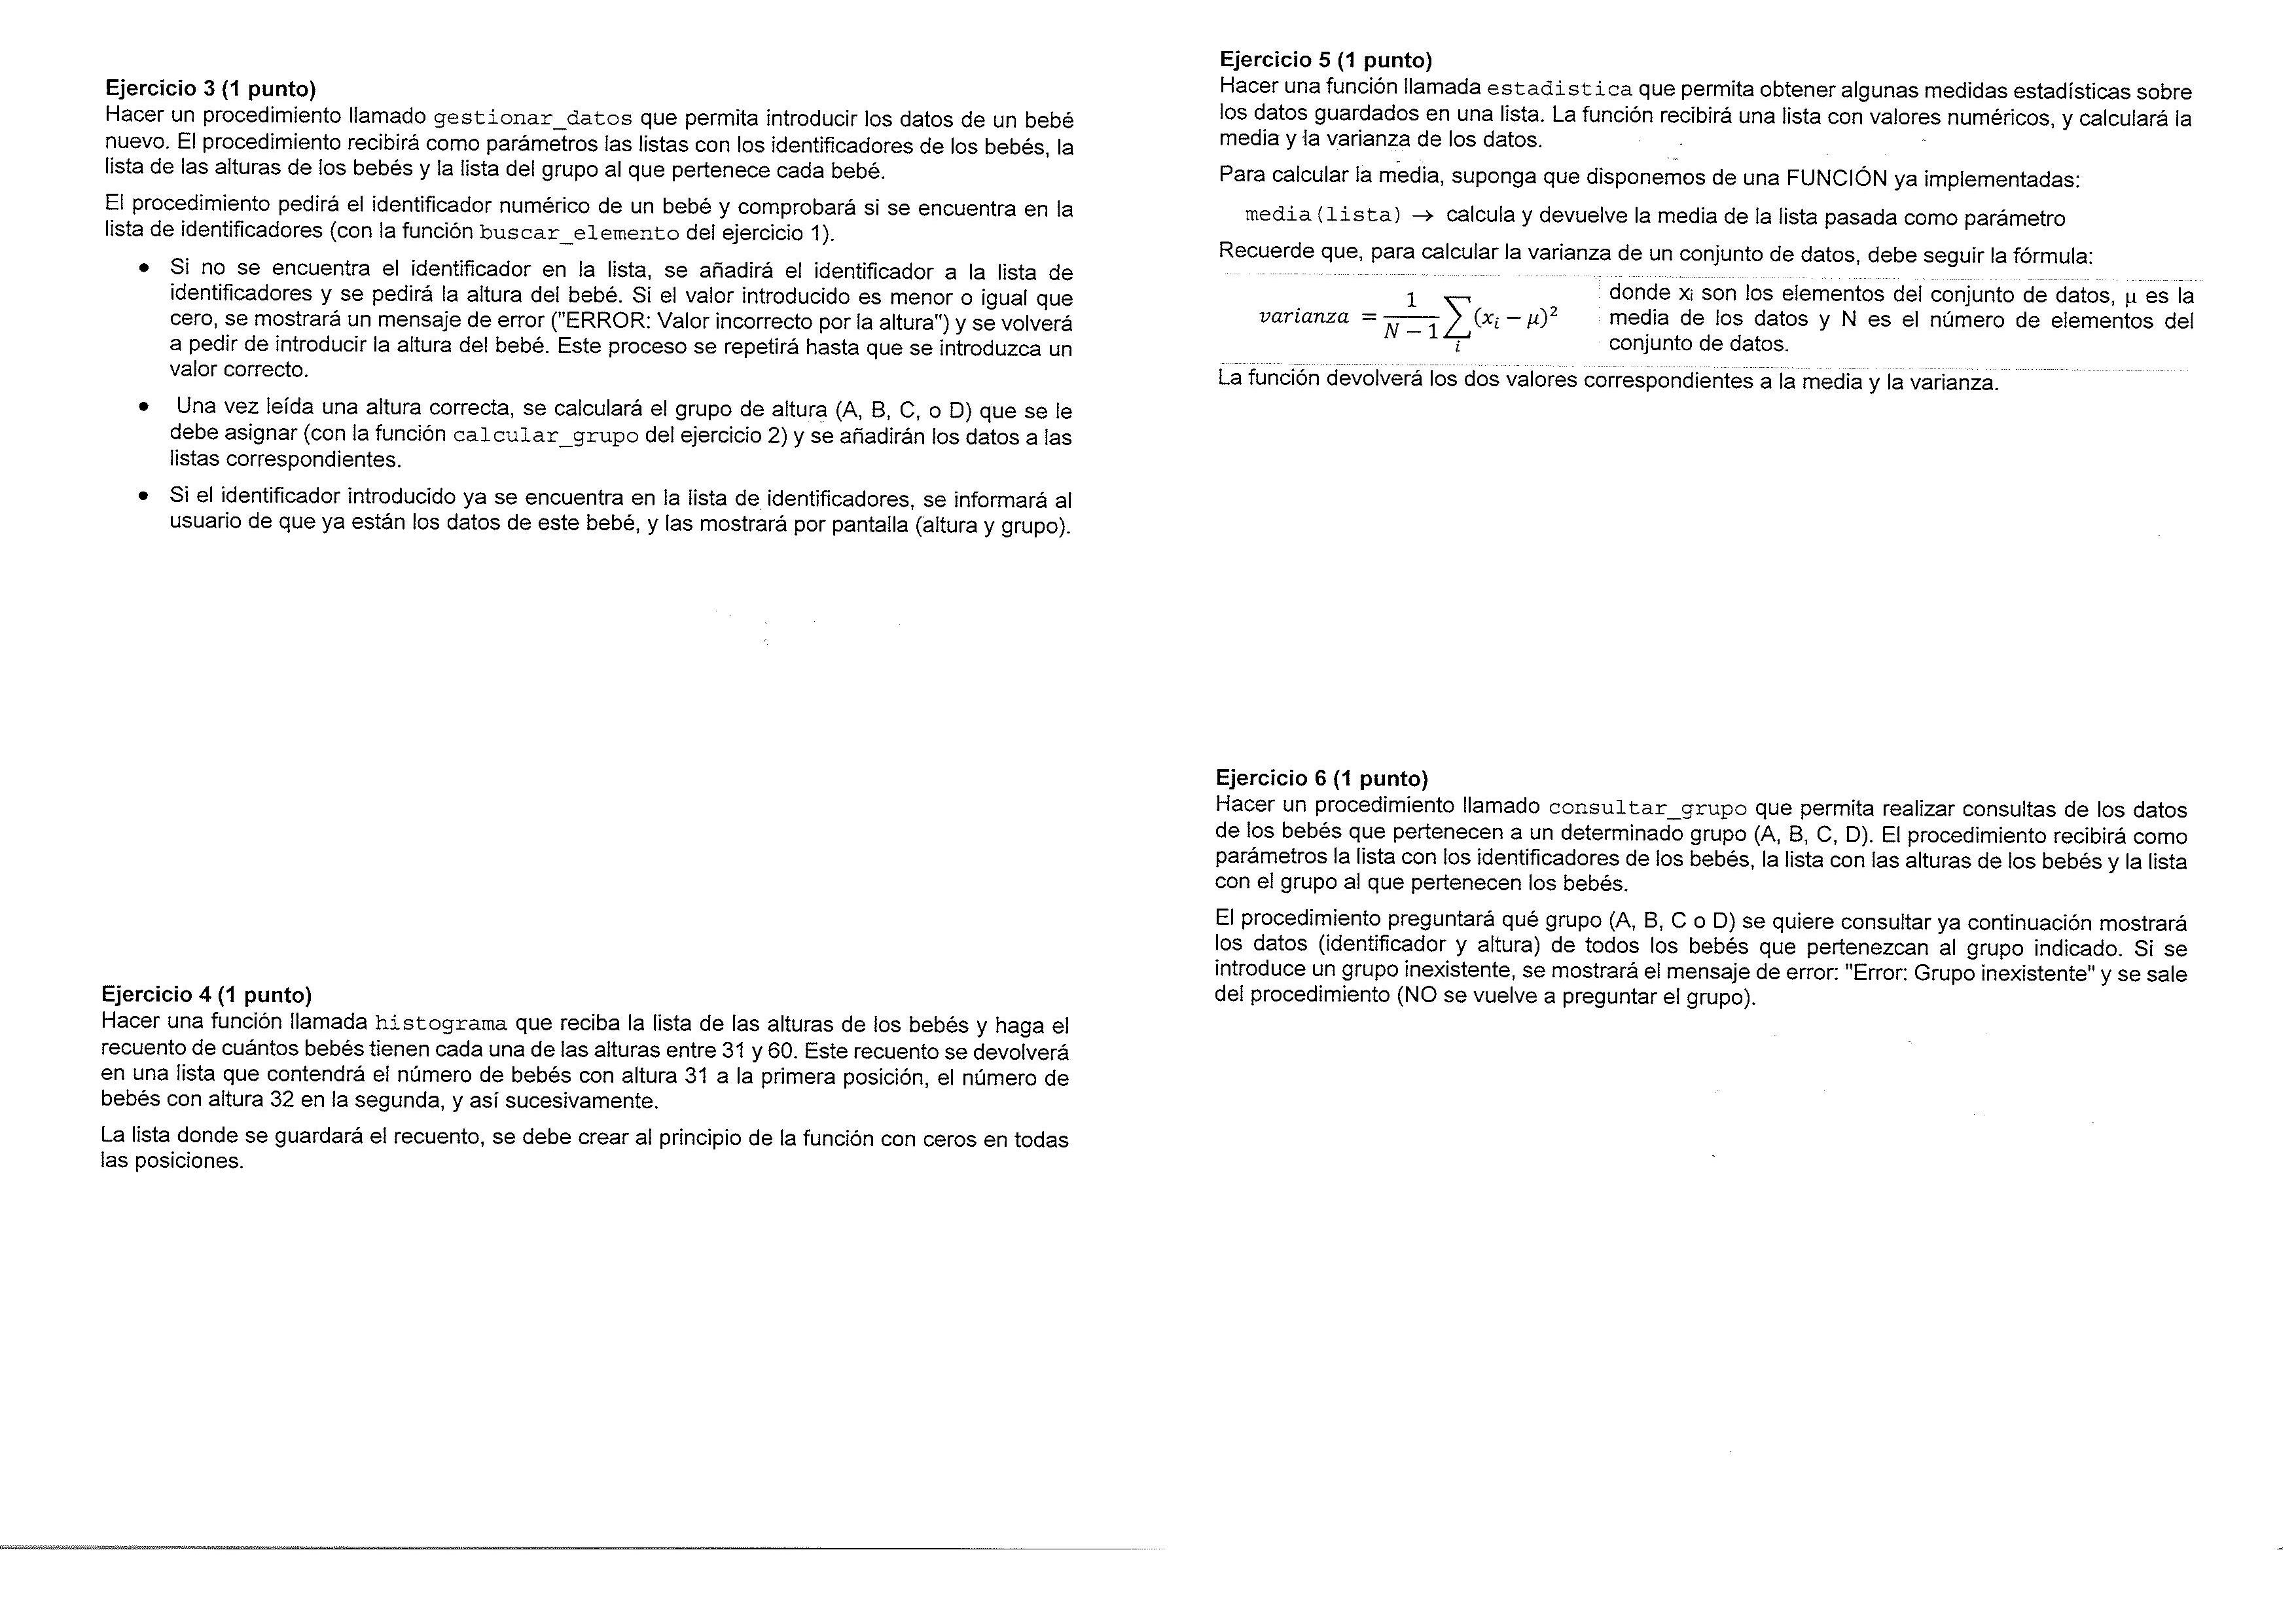 Ejercicio 3 (1 punto)
Hacer un procedimiento llamado gestionar_datos que permita introducir los datos de un bebé
nuevo. El procedimiento recibirá como parámetros las listas con los identificadores de los bebés, la
lista de las alturas de los bebés y la lista del grupo al que pertenece cada bebé.
El procedimiento pedirá el identificador numérico de un bebé y comprobará si se encuentra en la
lista de identificadores (con la función buscar_elemento del ejercicio 1).
• Si no se encuentra el identificador en la lista, se añadirá el identificador a la lista de
identificadores y se pedirá la altura del bebé. Si el valor introducido es menor o igual que
cero, se mostrará un mensaje de error ("ERROR: Valor incorrecto por la altura") y se volverá
a pedir de introducir la altura del bebé. Este proceso se repetirá hasta que se introduzca un
valor correcto.
• Una vez leída una altura correcta, se calculará el grupo de altura (A, B, C, o D) que se le
debe asignar (con la función calcular_grupo del ejercicio 2) y se añadirán los datos a las
listas correspondientes.
• Si el identificador introducido ya se encuentra en la lista de identificadores, se informará al
usuario de que ya están los datos de este bebé, y las mostrará por pantalla (altura y grupo).
Ejercicio 4 (1 punto)
Hacer una función llamada histograma que reciba la lista de las alturas de los bebés y haga el
recuento de cuántos bebés tienen cada una de las alturas entre 31 y 60. Este recuento se devolverá
en una lista que contendrá el número de bebés con altura 31 a la primera posición, el número de
bebés con altura 32 en la segunda, y así sucesivamente.
La lista donde se guardará el recuento, se debe crear al principio de la función con ceros en todas
las posiciones.
Ejercicio 5 (1 punto)
Hacer una función llamada estadistica que permita obtener algunas medidas estadísticas sobre
los datos guardados en una lista. La función recibirá una lista con valores numéricos, y calculará la
media y la varianza de los datos.
Para calcular la media, suponga que disponemos de una FUNCIÓN ya implementadas:
media(lista) → calcula y devuelve la media de la lista pasada como parámetro
Recuerde que, para calcular la varianza de un conjunto de datos, debe seguir la fórmula:
varianza = 1/(N − 1) ∑i (xi − μ)²
donde xi son los elementos del conjunto de datos, μ es la
media de los datos y N es el número de elementos del
conjunto de datos.
La función devolverá los dos valores correspondientes a la media y la varianza.
Ejercicio 6 (1 punto)
Hacer un procedimiento llamado consultar_grupo que permita realizar consultas de los datos
de los bebés que pertenecen a un determinado grupo (A, B, C, D). El procedimiento recibirá como
parámetros la lista con los identificadores de los bebés, la lista con las alturas de los bebés y la lista
con el grupo al que pertenecen los bebés.
El procedimiento preguntará qué grupo (A, B, C o D) se quiere consultar ya continuación mostrará
los datos (identificador y altura) de todos los bebés que pertenezcan al grupo indicado. Si se
introduce un grupo inexistente, se mostrará el mensaje de error: "Error: Grupo inexistente" y se sale
del procedimiento (NO se vuelve a preguntar el grupo).